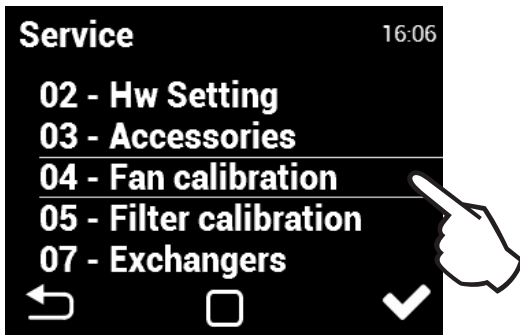 Service
16:06
02 - Hw Setting
03 - Accessories
04 - Fan calibration
05 - Filter calibration
07 - Exchangers